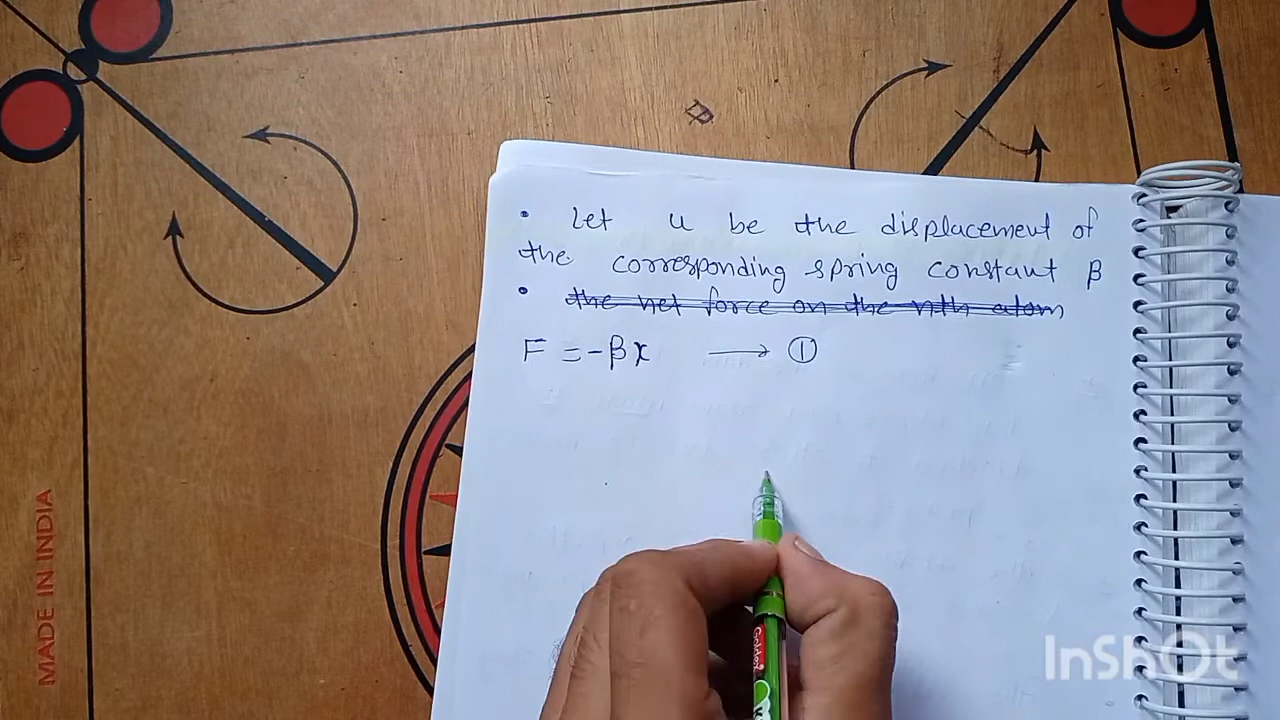 • Let u be the displacement of
the corresponding spring constant β
• the net force on the nth atom
F = -βx ⟶ ①
MADE IN INDIA
Goldex
InShOt